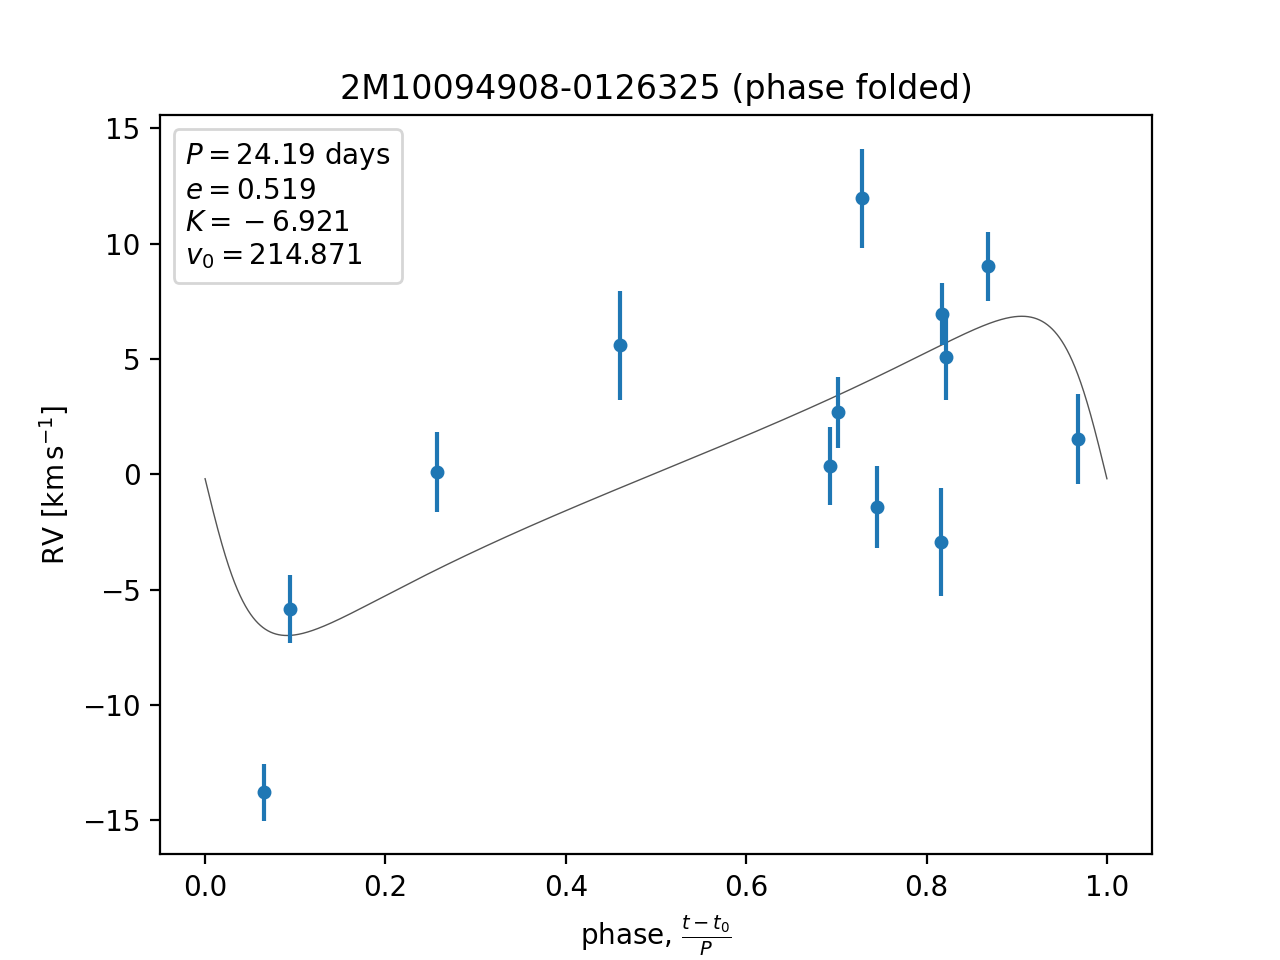 2M10094908-0126325 (phase folded)
P = 24.19 days
e = 0.519
K = −6.921
v₀ = 214.871
15
10
5
0
−5
−10
−15
RV [km s⁻¹]
0.0 0.2 0.4 0.6 0.8 1.0
phase, (t − t₀)/P